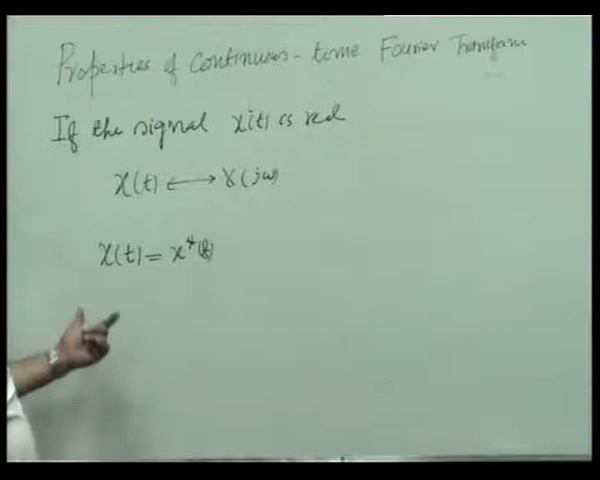 Properties of Continuous-time Fourier Transform
If the signal x(t) is real
x(t) ⟷ X(jω)
x(t) = x*(t)